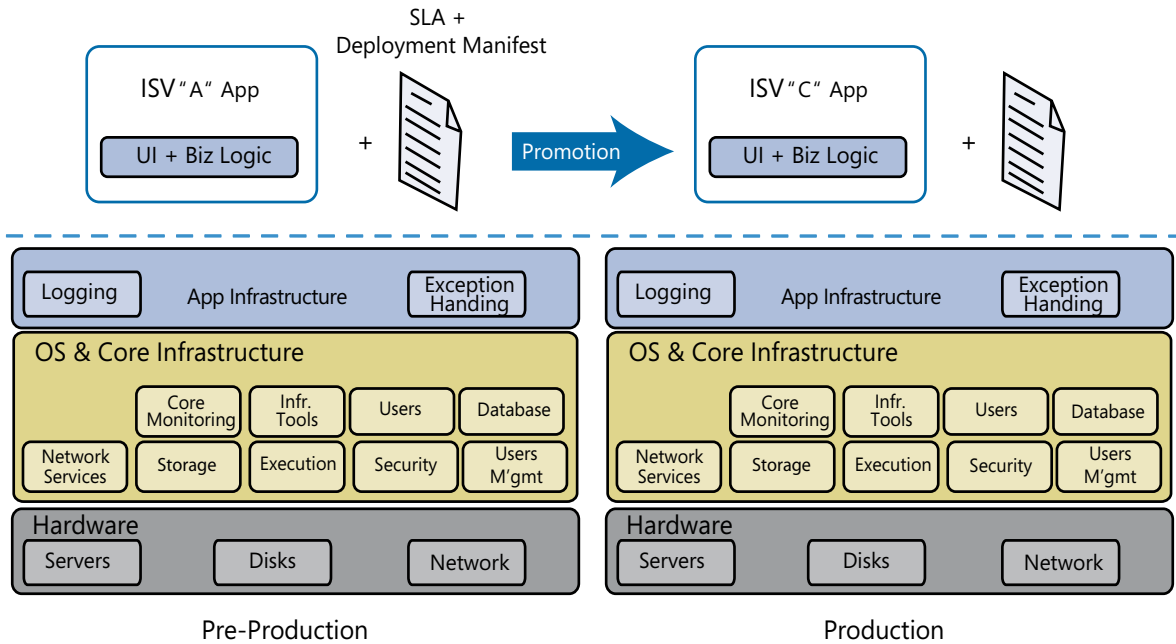 SLA +
Deployment Manifest
ISV "A" App
UI + Biz Logic
+
Promotion
ISV "C" App
UI + Biz Logic
+
Logging
App Infrastructure
Exception
Handing
OS & Core Infrastructure
Core
Monitoring
Infr.
Tools
Users
Database
Network
Services
Storage
Execution
Security
Users
M'gmt
Hardware
Servers
Disks
Network
Pre-Production
Logging
App Infrastructure
Exception
Handing
OS & Core Infrastructure
Core
Monitoring
Infr.
Tools
Users
Database
Network
Services
Storage
Execution
Security
Users
M'gmt
Hardware
Servers
Disks
Network
Production